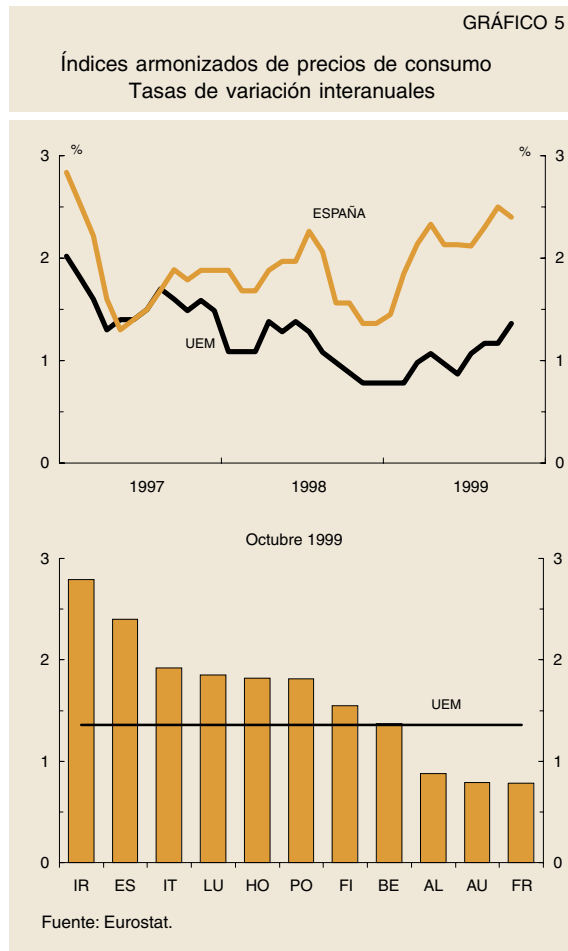 GRÁFICO 5
Índices armonizados de precios de consumo
Tasas de variación interanuales
% %
3 3
ESPAÑA
2 2
UEM
1 1
0 0
1997 1998 1999
Octubre 1999
3 3
2 2
UEM
1 1
0 0
IR ES IT LU HO PO FI BE AL AU FR
Fuente: Eurostat.